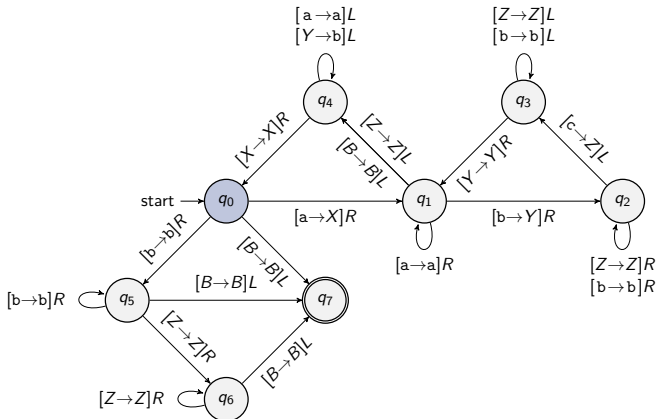 [a→a]L
[Y→b]L
[Z→Z]L
[b→b]L
q4
q3
[X→X]R
[Z→Z]L
[B→B]L
[Y→Y]R
[c→Z]L
start
q0
[a→X]R
q1
[b→Y]R
q2
[b→b]R
[B→B]L
[a→a]R
[Z→Z]R
[b→b]R
[b→b]R
q5
[B→B]L
q7
[Z→Z]R
[B→B]L
[Z→Z]R
q6